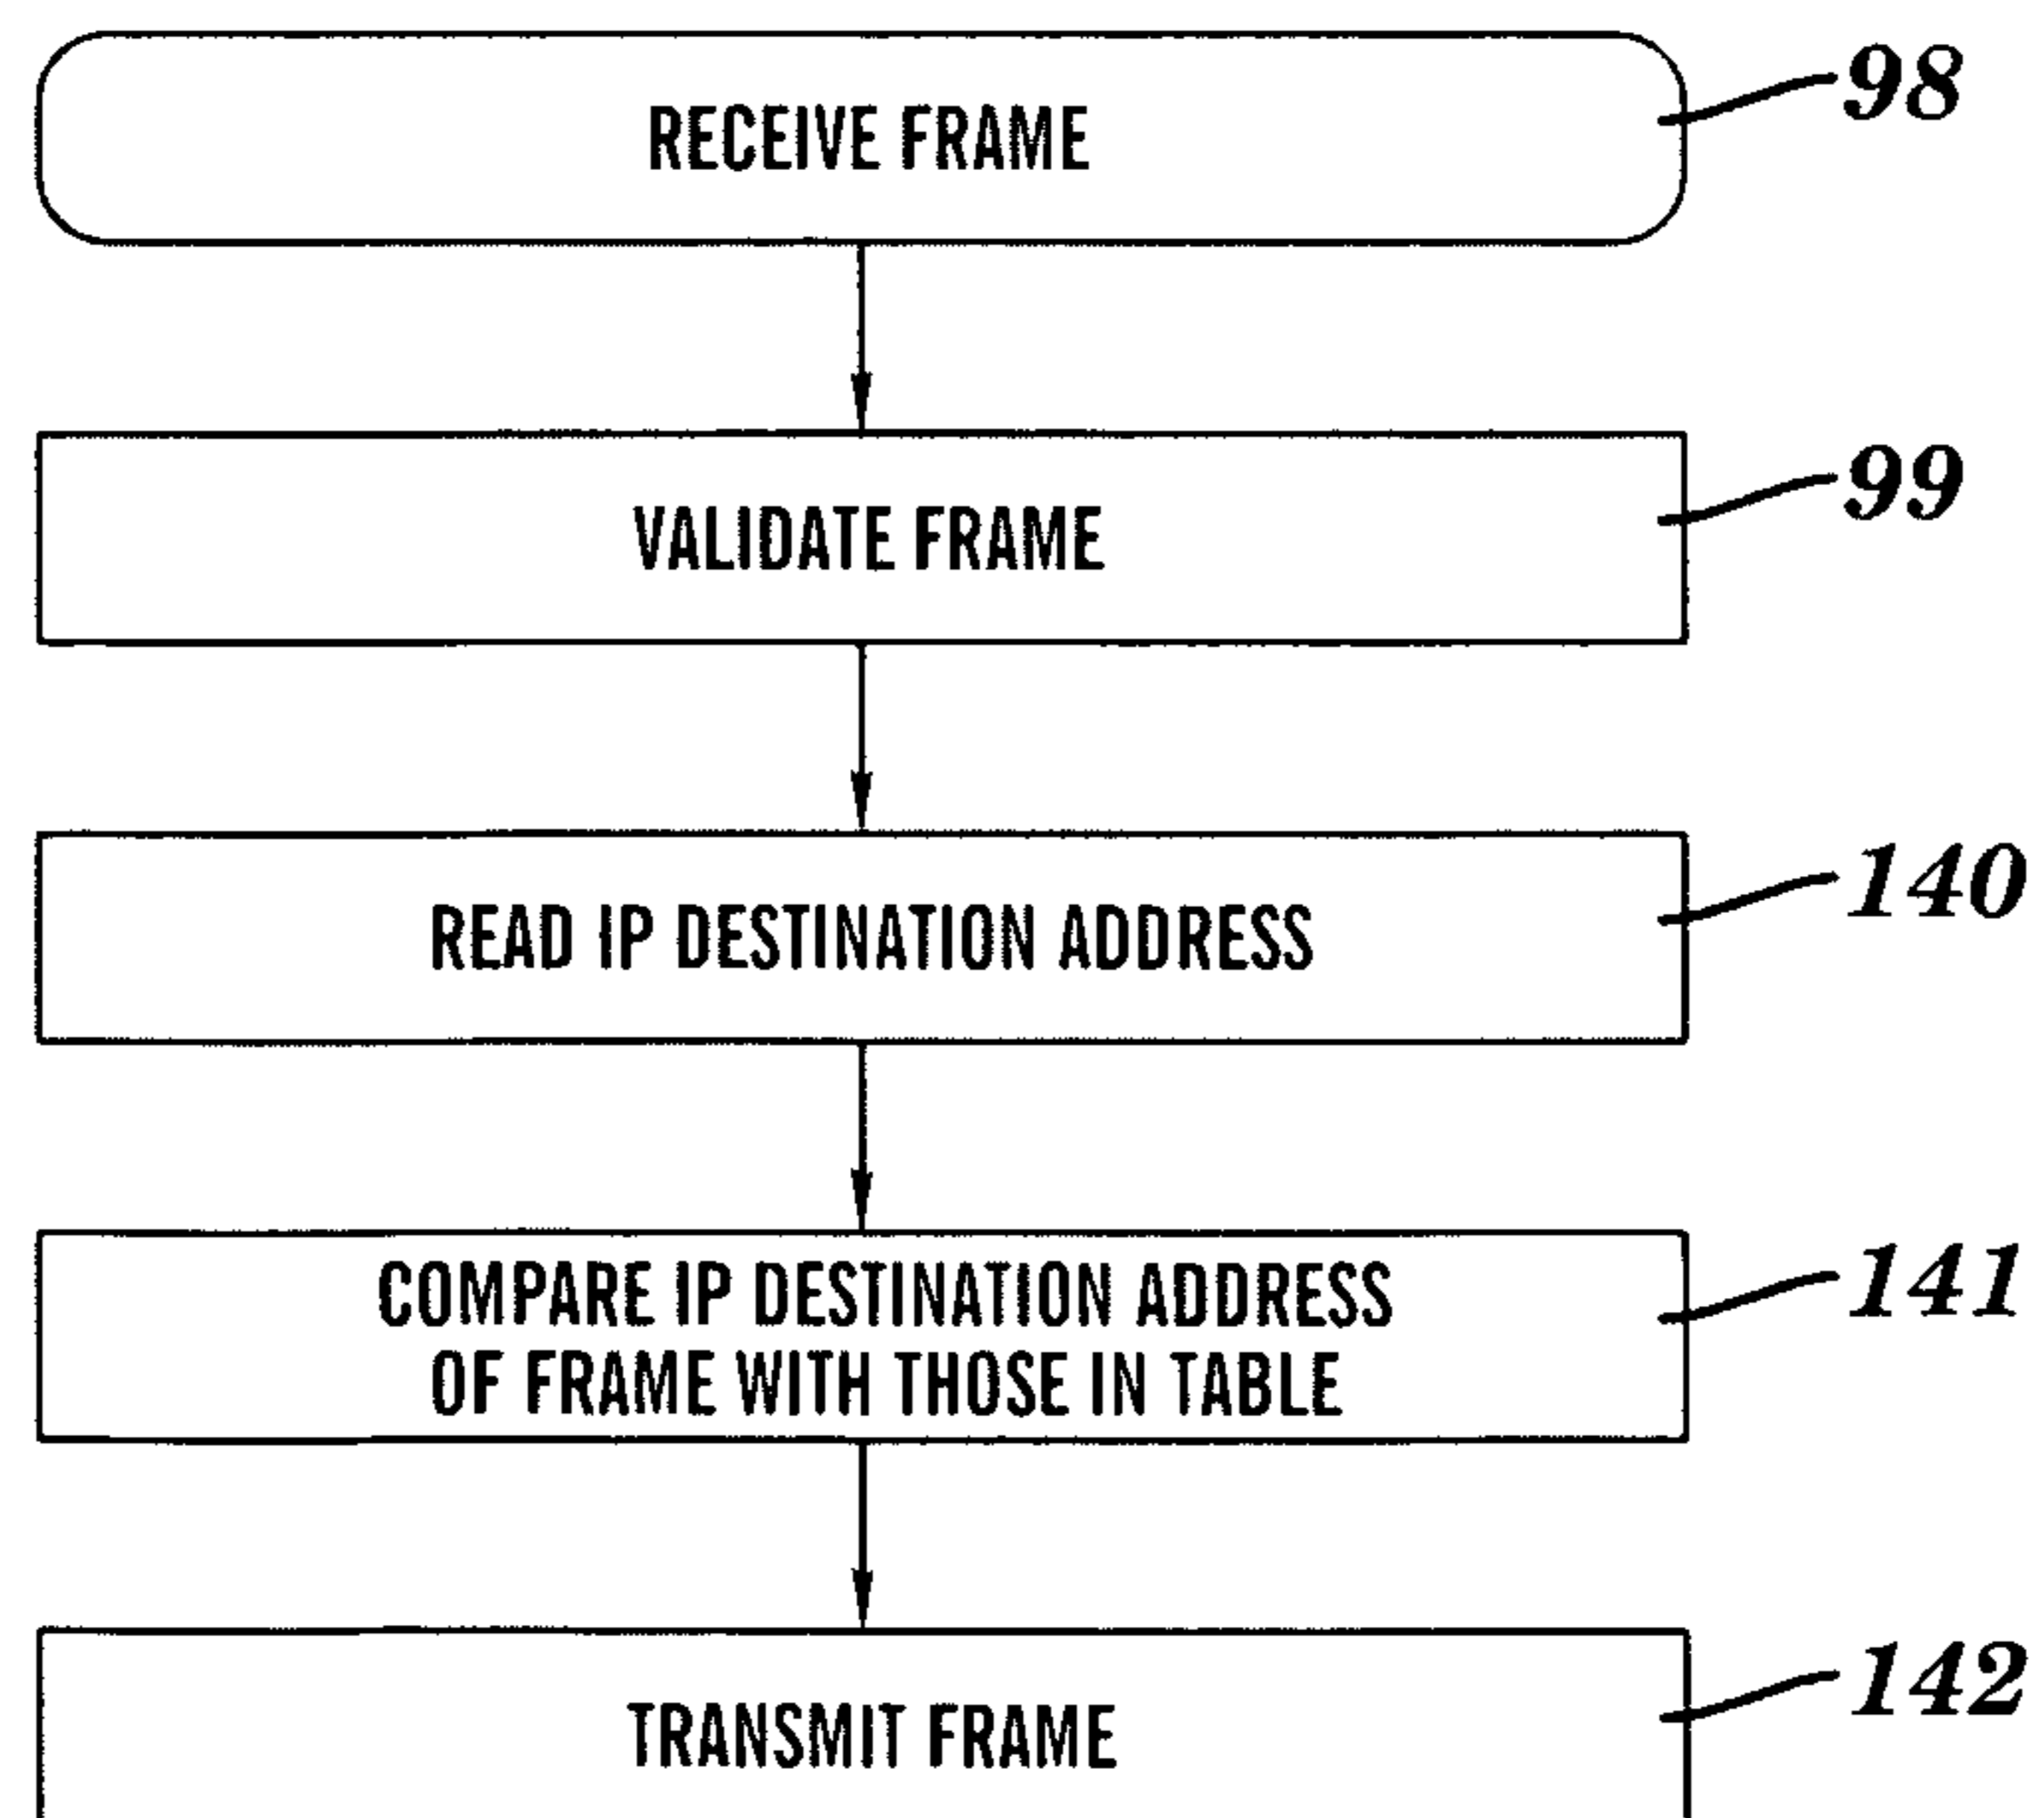 RECEIVE FRAME
98
VALIDATE FRAME
99
READ IP DESTINATION ADDRESS
140
COMPARE IP DESTINATION ADDRESS
OF FRAME WITH THOSE IN TABLE
141
TRANSMIT FRAME
142